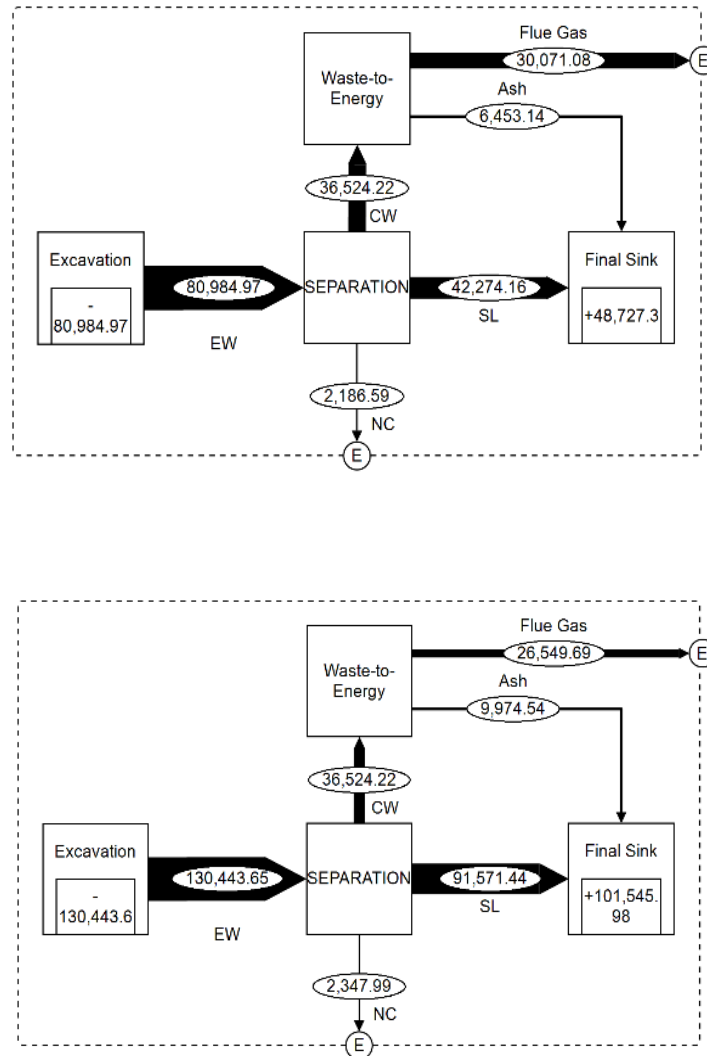 Flue Gas
30,071.08
E
Waste-to-
Energy
Ash
6,453.14
36,524.22
CW
Excavation
-
80,984.97
80,984.97
EW
SEPARATION
42,274.16
SL
Final Sink
+48,727.3
2,186.59
NC
E
Flue Gas
26,549.69
E
Waste-to-
Energy
Ash
9,974.54
36,524.22
CW
Excavation
-
130,443.6
130,443.65
EW
SEPARATION
91,571.44
SL
Final Sink
+101,545.
98
2,347.99
NC
E